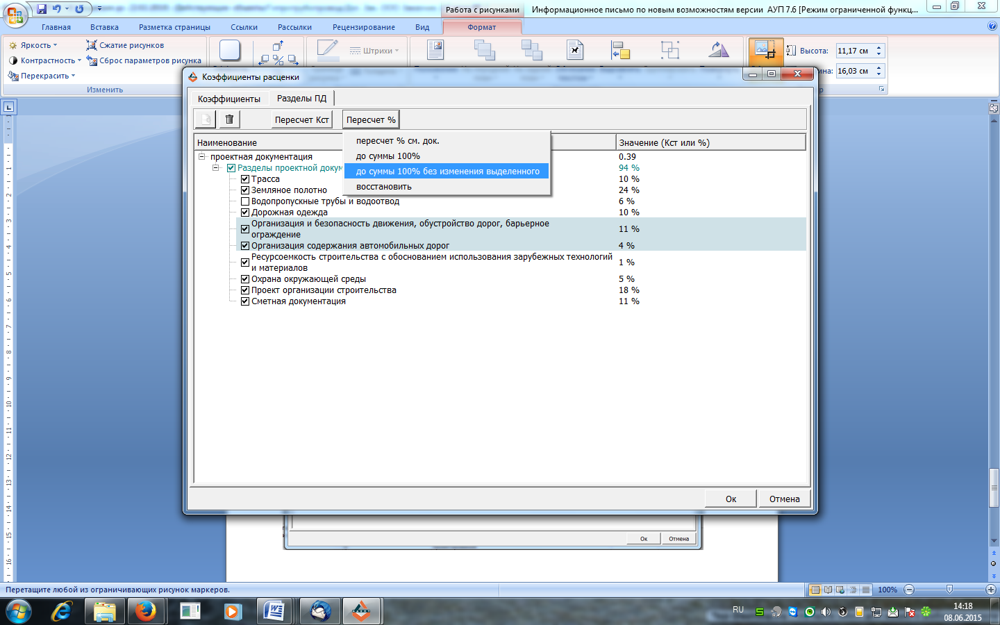 Работа с рисунками
Информационное письмо по новым возможностям версии АУП 7.6 [Режим ограниченной функц...
Главная
Вставка
Разметка страницы
Ссылки
Рассылки
Рецензирование
Вид
Формат
Яркость
Сжатие рисунков
Контрастность
Сброс параметров рисунка
Перекрасить
Изменить
Штрихи
Высота:
11,17 см
16,03 см
Коэффициенты расценки
Коэффициенты
Разделы ПД
Пересчет Кст
Пересчет %
Наименование
Значение (Кст или %)
пересчет % см. док.
до суммы 100%
до суммы 100% без изменения выделенного
восстановить
проектная документация
0.39
Разделы проектной докум
94 %
Трасса
10 %
Земляное полотно
24 %
Водопропускные трубы и водоотвод
6 %
Дорожная одежда
10 %
Организация и безопасность движения, обустройство дорог, барьерное
ограждение
11 %
Организация содержания автомобильных дорог
4 %
Ресурсоемкость строительства с обоснованием использования зарубежных технологий
и материалов
1 %
Охрана окружающей среды
5 %
Проект организации строительства
18 %
Сметная документация
11 %
Ок
Отмена
Ок
Отмена
Перетащите любой из ограничивающих рисунок маркеров.
100%
RU
14:18
08.06.2015